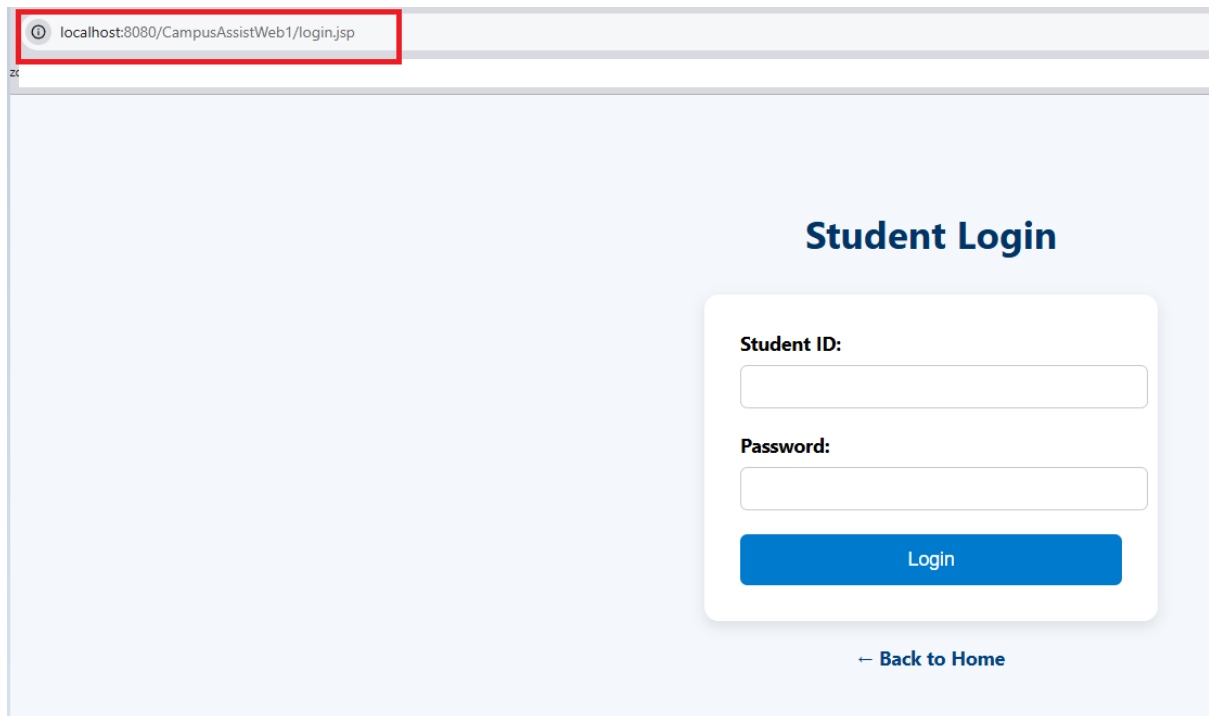 localhost:8080/CampusAssistWeb1/login.jsp
Student Login
Student ID:
Password:
Login
← Back to Home